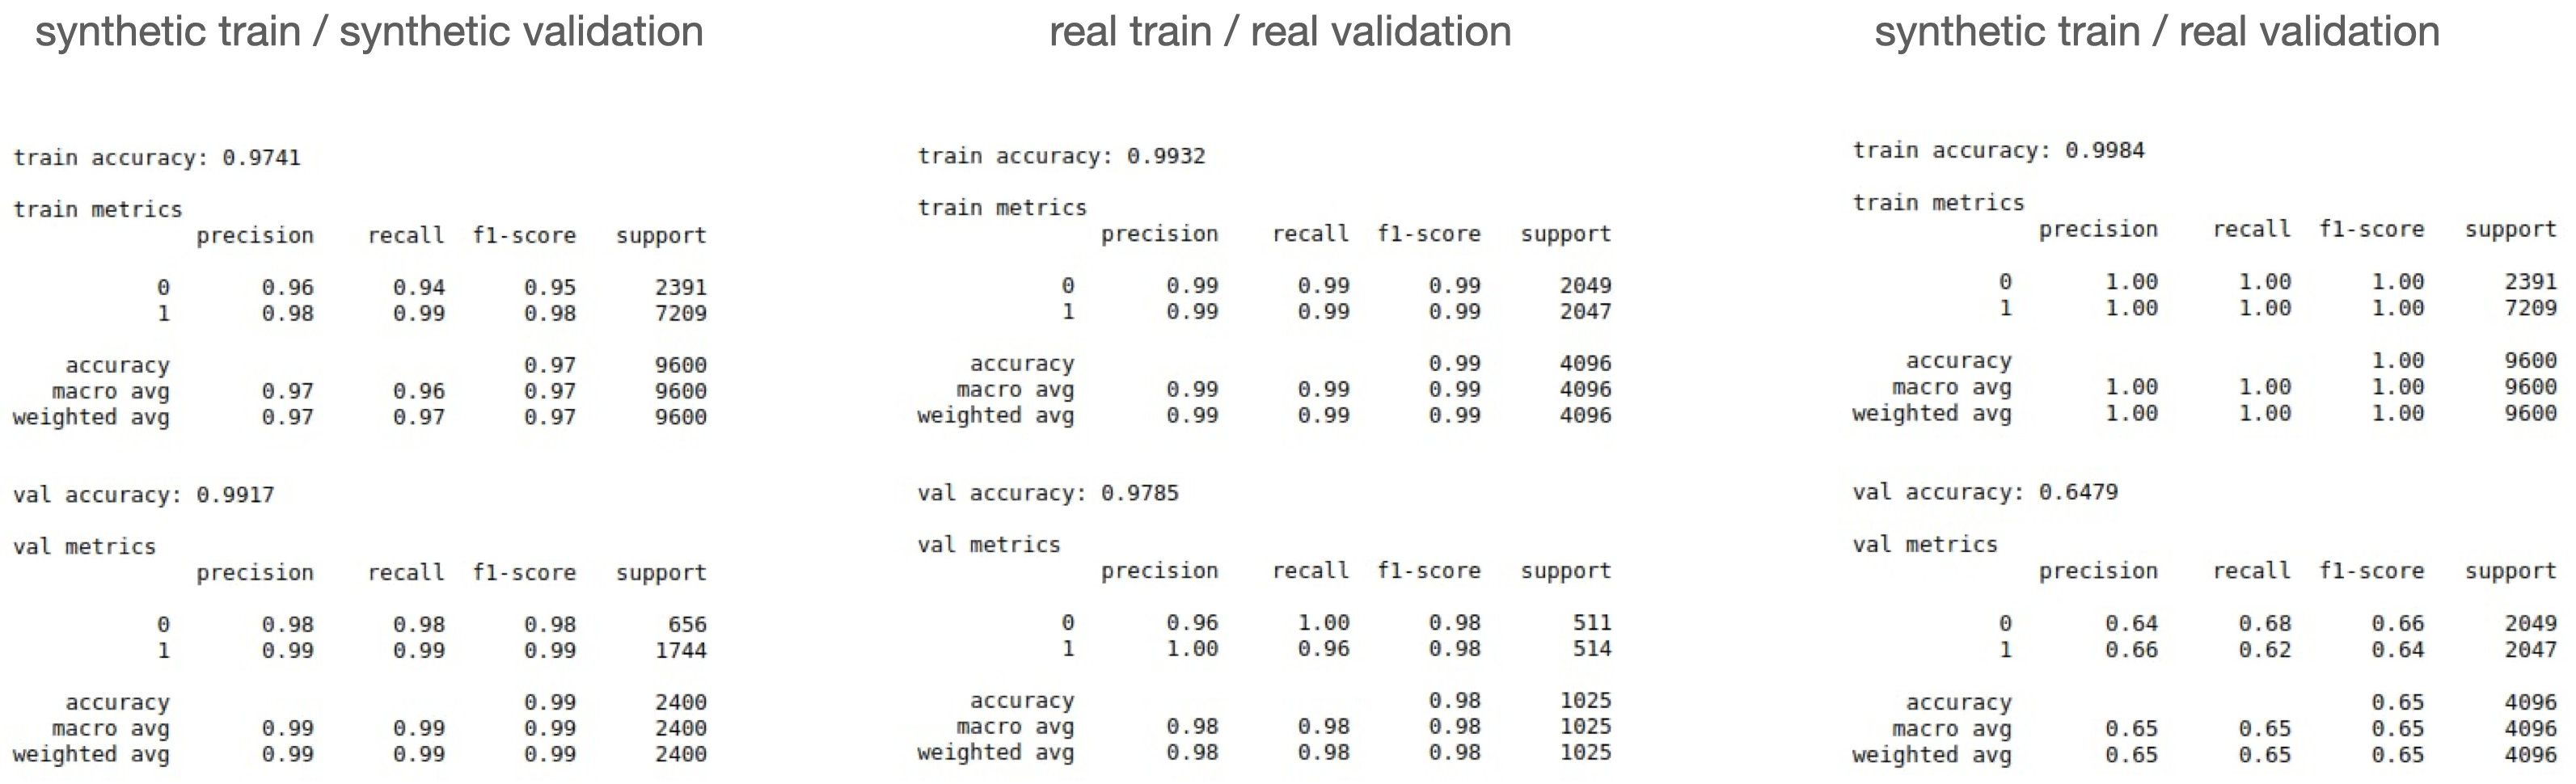 synthetic train / synthetic validation
train accuracy: 0.9741
train metrics
precision recall f1-score support
0 0.96 0.94 0.95 2391
1 0.98 0.99 0.98 7209
accuracy 0.97 9600
macro avg 0.97 0.96 0.97 9600
weighted avg 0.97 0.97 0.97 9600
val accuracy: 0.9917
val metrics
precision recall f1-score support
0 0.98 0.98 0.98 656
1 0.99 0.99 0.99 1744
accuracy 0.99 2400
macro avg 0.99 0.99 0.99 2400
weighted avg 0.99 0.99 0.99 2400
real train / real validation
train accuracy: 0.9932
train metrics
precision recall f1-score support
0 0.99 0.99 0.99 2049
1 0.99 0.99 0.99 2047
accuracy 0.99 4096
macro avg 0.99 0.99 0.99 4096
weighted avg 0.99 0.99 0.99 4096
val accuracy: 0.9785
val metrics
precision recall f1-score support
0 0.96 1.00 0.98 511
1 1.00 0.96 0.98 514
accuracy 0.98 1025
macro avg 0.98 0.98 0.98 1025
weighted avg 0.98 0.98 0.98 1025
synthetic train / real validation
train accuracy: 0.9984
train metrics
precision recall f1-score support
0 1.00 1.00 1.00 2391
1 1.00 1.00 1.00 7209
accuracy 1.00 9600
macro avg 1.00 1.00 1.00 9600
weighted avg 1.00 1.00 1.00 9600
val accuracy: 0.6479
val metrics
precision recall f1-score support
0 0.64 0.68 0.66 2049
1 0.66 0.62 0.64 2047
accuracy 0.65 4096
macro avg 0.65 0.65 0.65 4096
weighted avg 0.65 0.65 0.65 4096